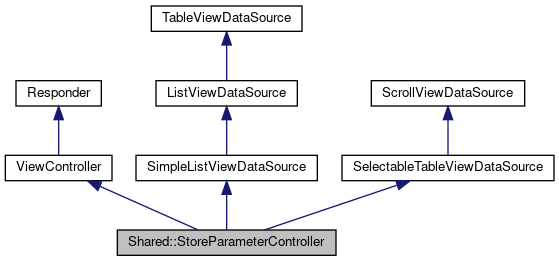 TableViewDataSource
Responder
ListViewDataSource
ScrollViewDataSource
ViewController
SimpleListViewDataSource
SelectableTableViewDataSource
Shared::StoreParameterController